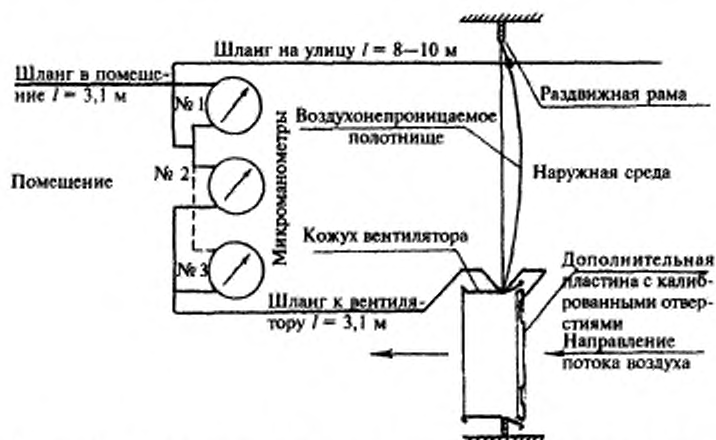 Шланг на улицу l = 8—10 м
Шланг в помеще-
ние l = 3,1 м
№ 1
Раздвижная рама
Воздухонепроницаемое
полотнище
Микроманометры
Помещение
№ 2
Наружная среда
Кожух вентилятора
№ 3
Дополнительная
пластина с калиб-
рованными отвер-
стиями
Шланг к вентиля-
тору l = 3,1 м
Направление
потока воздуха